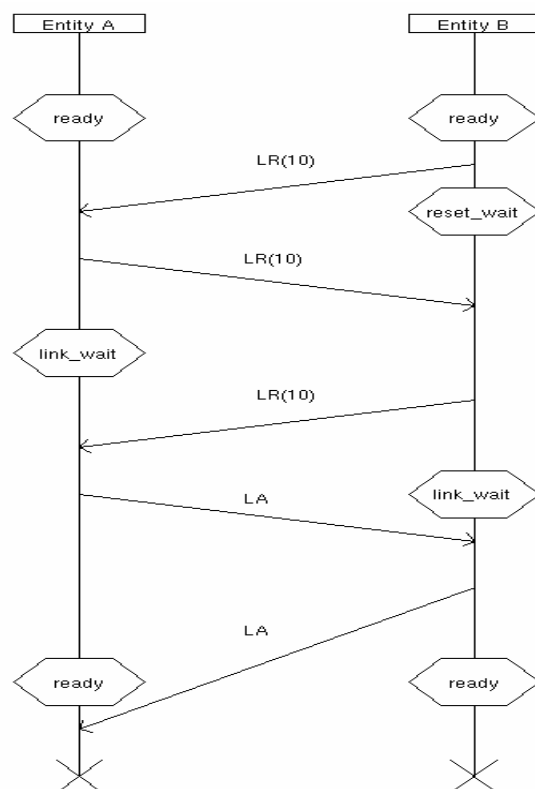 Entity A
Entity B
ready
ready
LR(10)
reset_wait
LR(10)
link_wait
LR(10)
link_wait
LA
LA
ready
ready